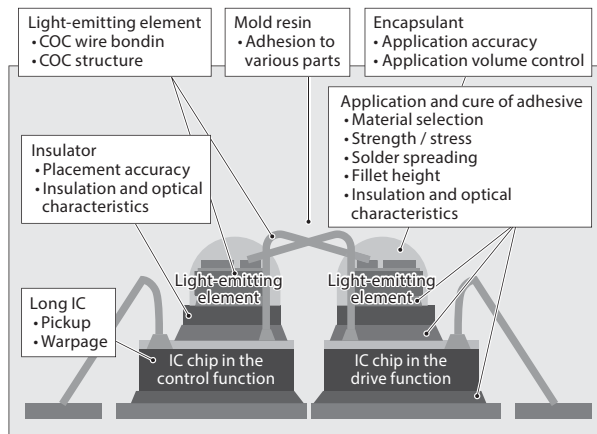 Light-emitting element
• COC wire bondin
• COC structure
Mold resin
• Adhesion to
various parts
Encapsulant
• Application accuracy
• Application volume control
Application and cure of adhesive
• Material selection
• Strength / stress
• Solder spreading
• Fillet height
• Insulation and optical
characteristics
Insulator
• Placement accuracy
• Insulation and optical
characteristics
Long IC
• Pickup
• Warpage
Light-emitting
element
Light-emitting
element
IC chip in the
control function
IC chip in the
drive function